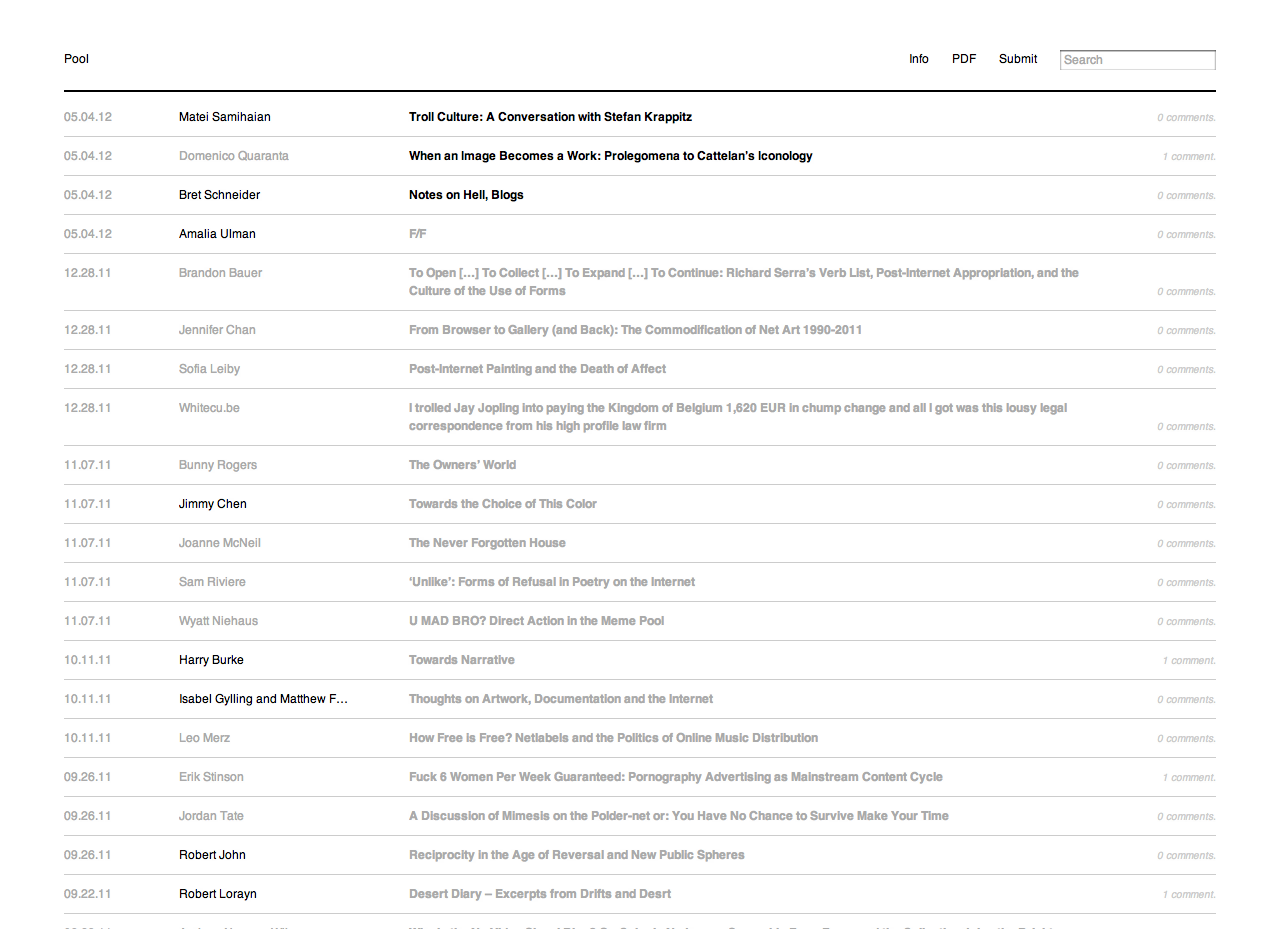 Pool Info PDF Submit Search
05.04.12 Matei Samihaian Troll Culture: A Conversation with Stefan Krappitz 0 comments.
05.04.12 Domenico Quaranta When an Image Becomes a Work: Prolegomena to Cattelan's Iconology 1 comment.
05.04.12 Bret Schneider Notes on Hell, Blogs 0 comments.
05.04.12 Amalia Ulman F/F 0 comments.
12.28.11 Brandon Bauer To Open […] To Collect […] To Expand […] To Continue: Richard Serra's Verb List, Post-Internet Appropriation, and the
Culture of the Use of Forms 0 comments.
12.28.11 Jennifer Chan From Browser to Gallery (and Back): The Commodification of Net Art 1990-2011 0 comments.
12.28.11 Sofia Leiby Post-Internet Painting and the Death of Affect 0 comments.
12.28.11 Whitecu.be I trolled Jay Jopling into paying the Kingdom of Belgium 1,620 EUR in chump change and all I got was this lousy legal
correspondence from his high profile law firm 0 comments.
11.07.11 Bunny Rogers The Owners' World 0 comments.
11.07.11 Jimmy Chen Towards the Choice of This Color 0 comments.
11.07.11 Joanne McNeil The Never Forgotten House 0 comments.
11.07.11 Sam Riviere 'Unlike': Forms of Refusal in Poetry on the Internet 0 comments.
11.07.11 Wyatt Niehaus U MAD BRO? Direct Action in the Meme Pool 0 comments.
10.11.11 Harry Burke Towards Narrative 1 comment.
10.11.11 Isabel Gylling and Matthew F… Thoughts on Artwork, Documentation and the Internet 0 comments.
10.11.11 Leo Merz How Free is Free? Netlabels and the Politics of Online Music Distribution 0 comments.
09.26.11 Erik Stinson Fuck 6 Women Per Week Guaranteed: Pornography Advertising as Mainstream Content Cycle 1 comment.
09.26.11 Jordan Tate A Discussion of Mimesis on the Polder-net or: You Have No Chance to Survive Make Your Time 0 comments.
09.26.11 Robert John Reciprocity in the Age of Reversal and New Public Spheres 0 comments.
09.22.11 Robert Lorayn Desert Diary – Excerpts from Drifts and Desrt 1 comment.